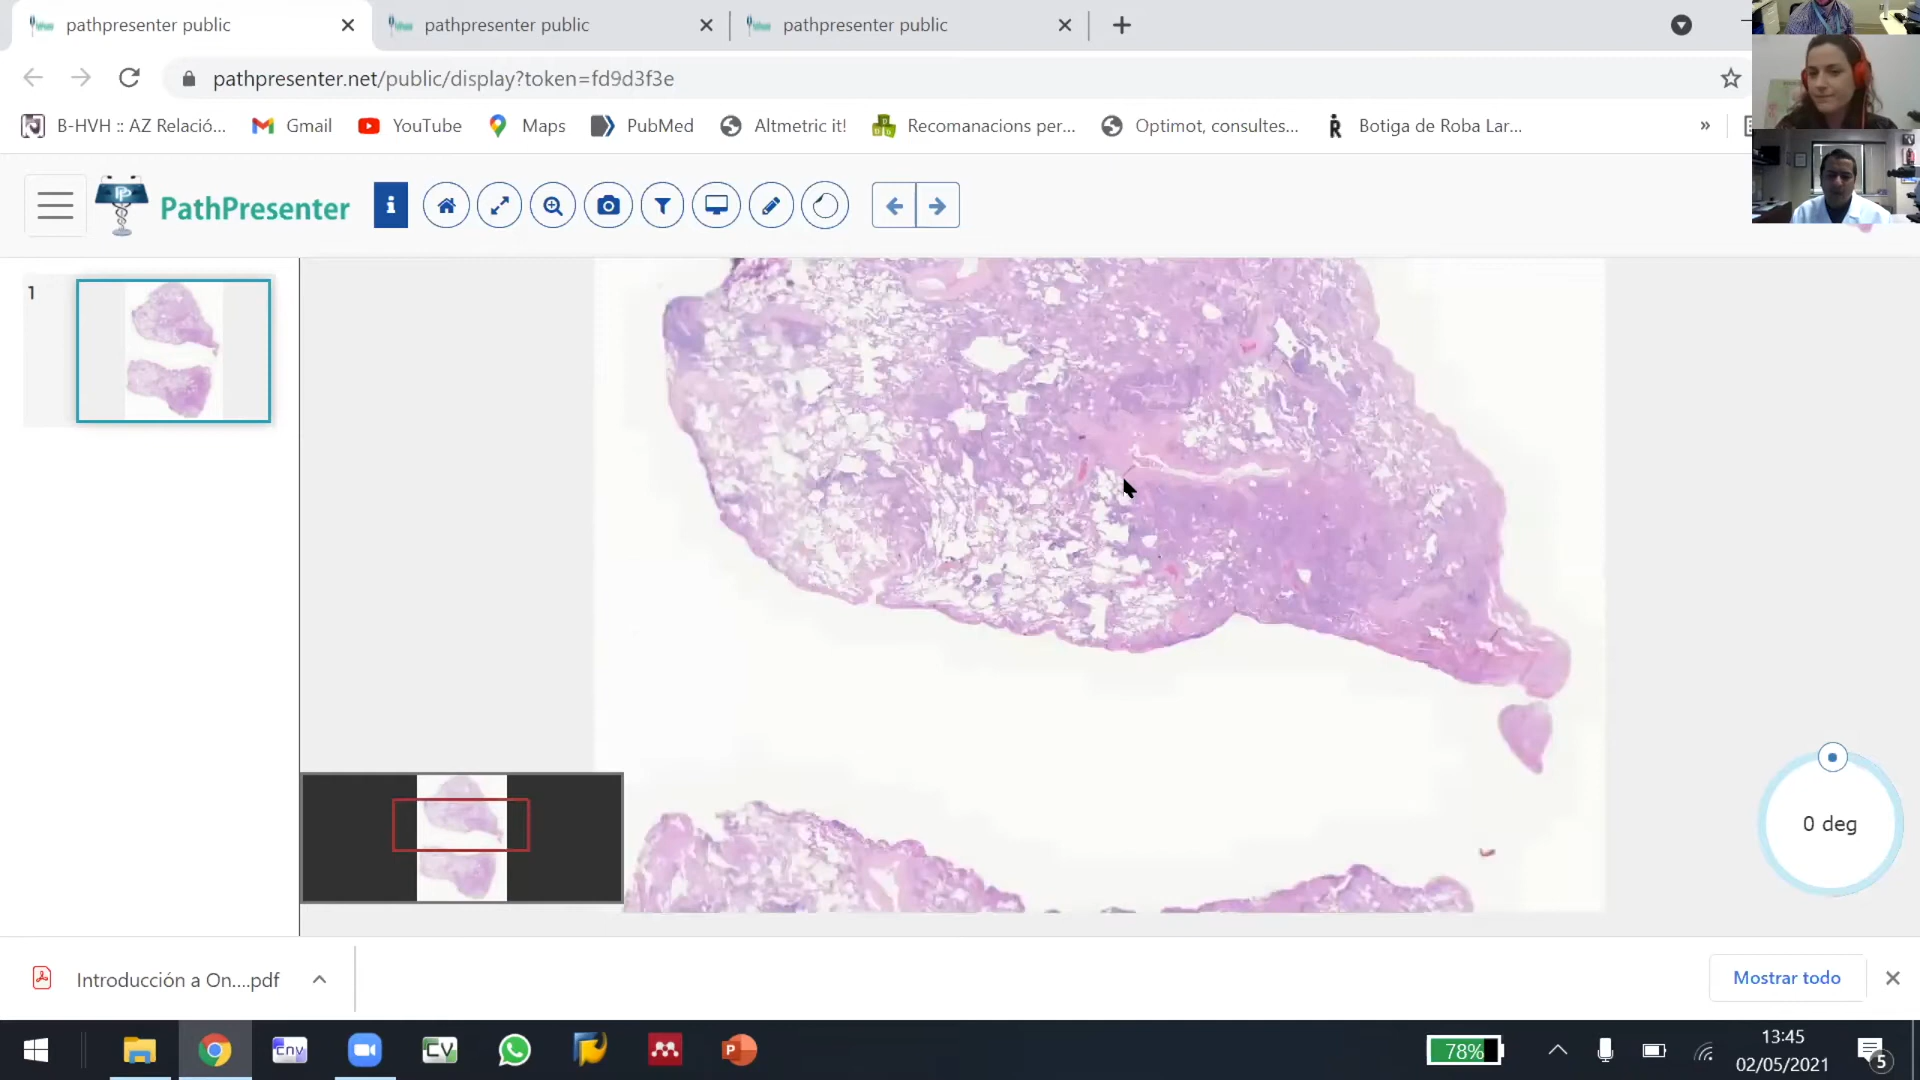 pathpresenter public
pathpresenter public
pathpresenter public
pathpresenter.net/public/display?token=fd9d3f3e
B-HVH :: AZ Relació...
Gmail
YouTube
Maps
PubMed
Altmetric it!
Recomanacions per...
Optimot, consultes...
Botiga de Roba Lar...
»
PathPresenter
i
1
0 deg
Introducción a On....pdf
Mostrar todo
Env
CV
P
78%
13:45
02/05/2021
5